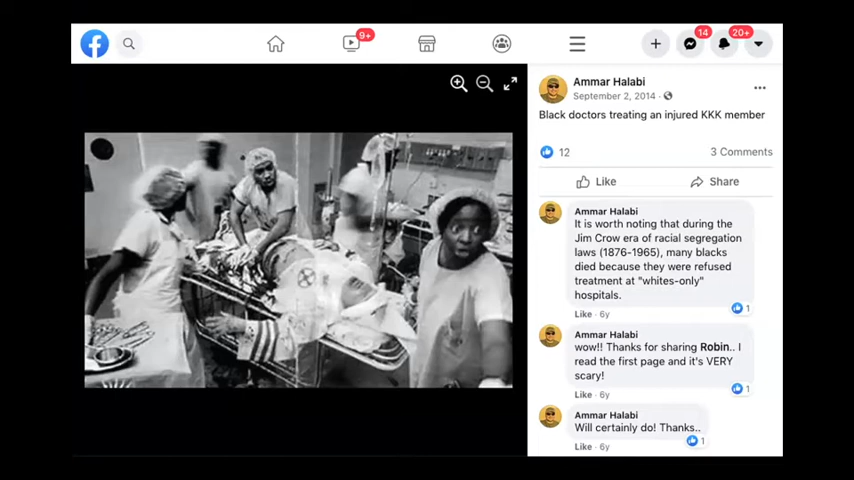 9+
14
20+
Ammar Halabi
September 2, 2014 ·
Black doctors treating an injured KKK member
12
3 Comments
Like
Share
Ammar Halabi
It is worth noting that during the
Jim Crow era of racial segregation
laws (1876-1965), many blacks
died because they were refused
treatment at "whites-only"
hospitals.
1
Like · 6y
Ammar Halabi
wow!! Thanks for sharing Robin.. I
read the first page and it's VERY
scary!
1
Like · 6y
Ammar Halabi
Will certainly do! Thanks..
1
Like · 6y